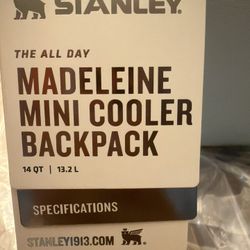 STANLEY.
THE ALL DAY
MADELEINE
MINI COOLER
BACKPACK
14 QT | 13.2 L
SPECIFICATIONS
STANLEY1913.COM